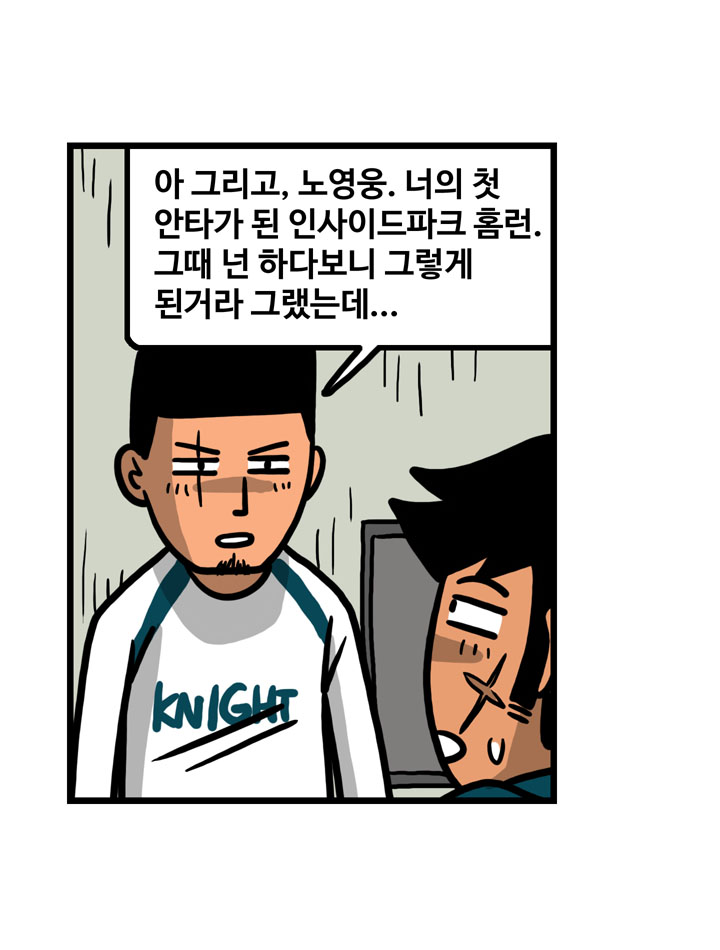 아 그리고, 노영웅. 너의 첫
안타가 된 인사이드파크 홈런.
그때 넌 하다보니 그렇게
된거라 그랬는데...
KNIGHT